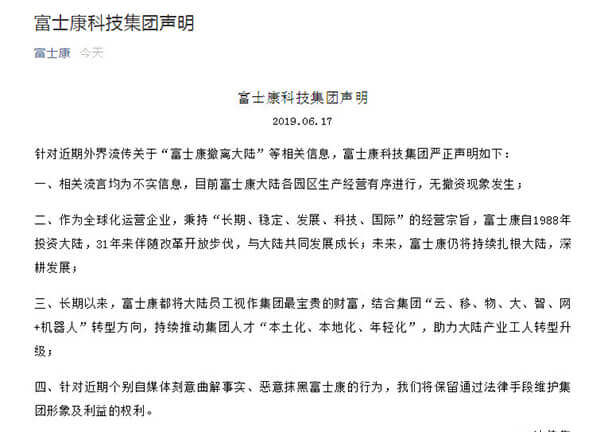 富士康科技集团声明
富士康 今天
富士康科技集团声明
2019.06.17
针对近期外界流传关于“富士康撤离大陆”等相关信息，富士康科技集团严正声明如下：
一、相关流言均为不实信息，目前富士康大陆各园区生产经营有序进行，无撤资现象发生；
二、作为全球化运营企业，秉持“长期、稳定、发展、科技、国际”的经营宗旨，富士康自1988年
投资大陆，31年来伴随改革开放步伐，与大陆共同发展成长；未来，富士康仍将持续扎根大陆，深
耕发展；
三、长期以来，富士康都将大陆员工视作集团最宝贵的财富，结合集团“云、移、物、大、智、网
+机器人”转型方向，持续推动集团人才“本土化、本地化、年轻化”，助力大陆产业工人转型升
级；
四、针对近期个别自媒体刻意曲解事实、恶意抹黑富士康的行为，我们将保留通过法律手段维护集
团形象及利益的权利。